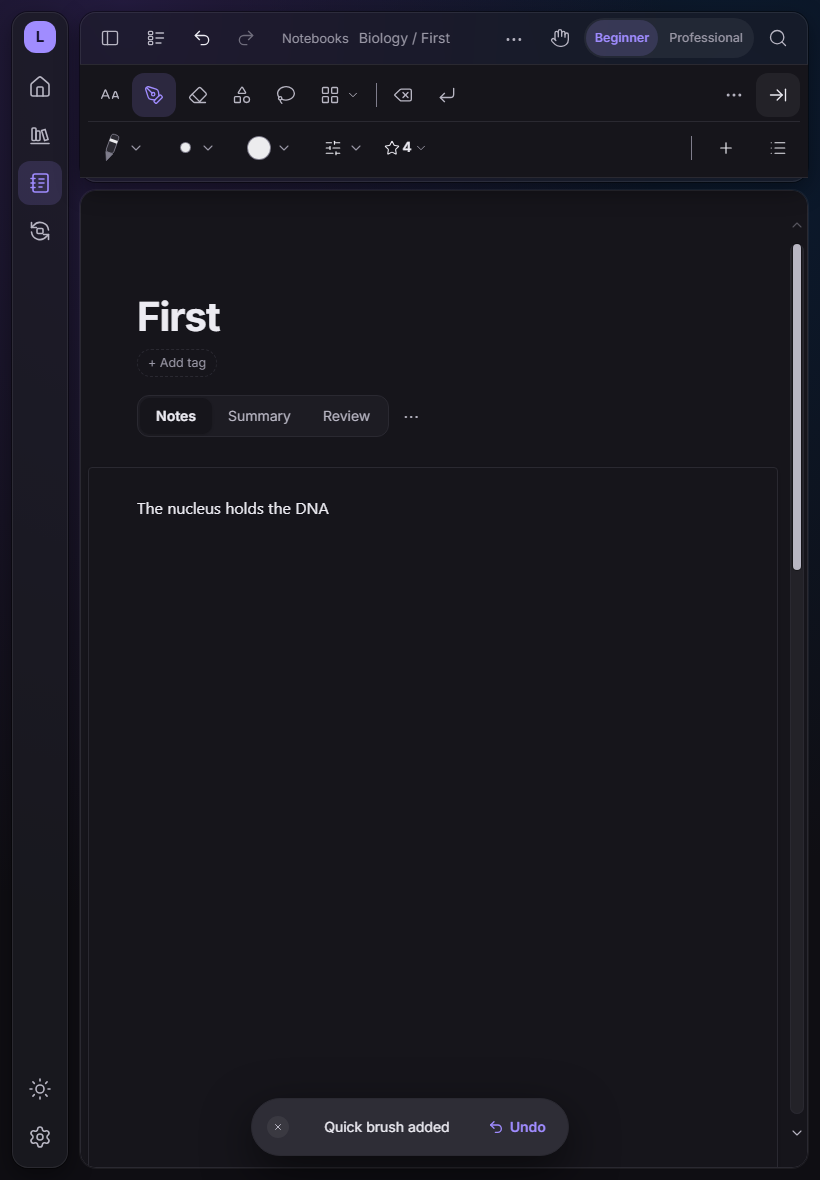 L
Notebooks Biology / First
Beginner Professional
AA
4
First
+ Add tag
Notes Summary Review
The nucleus holds the DNA
Quick brush added Undo